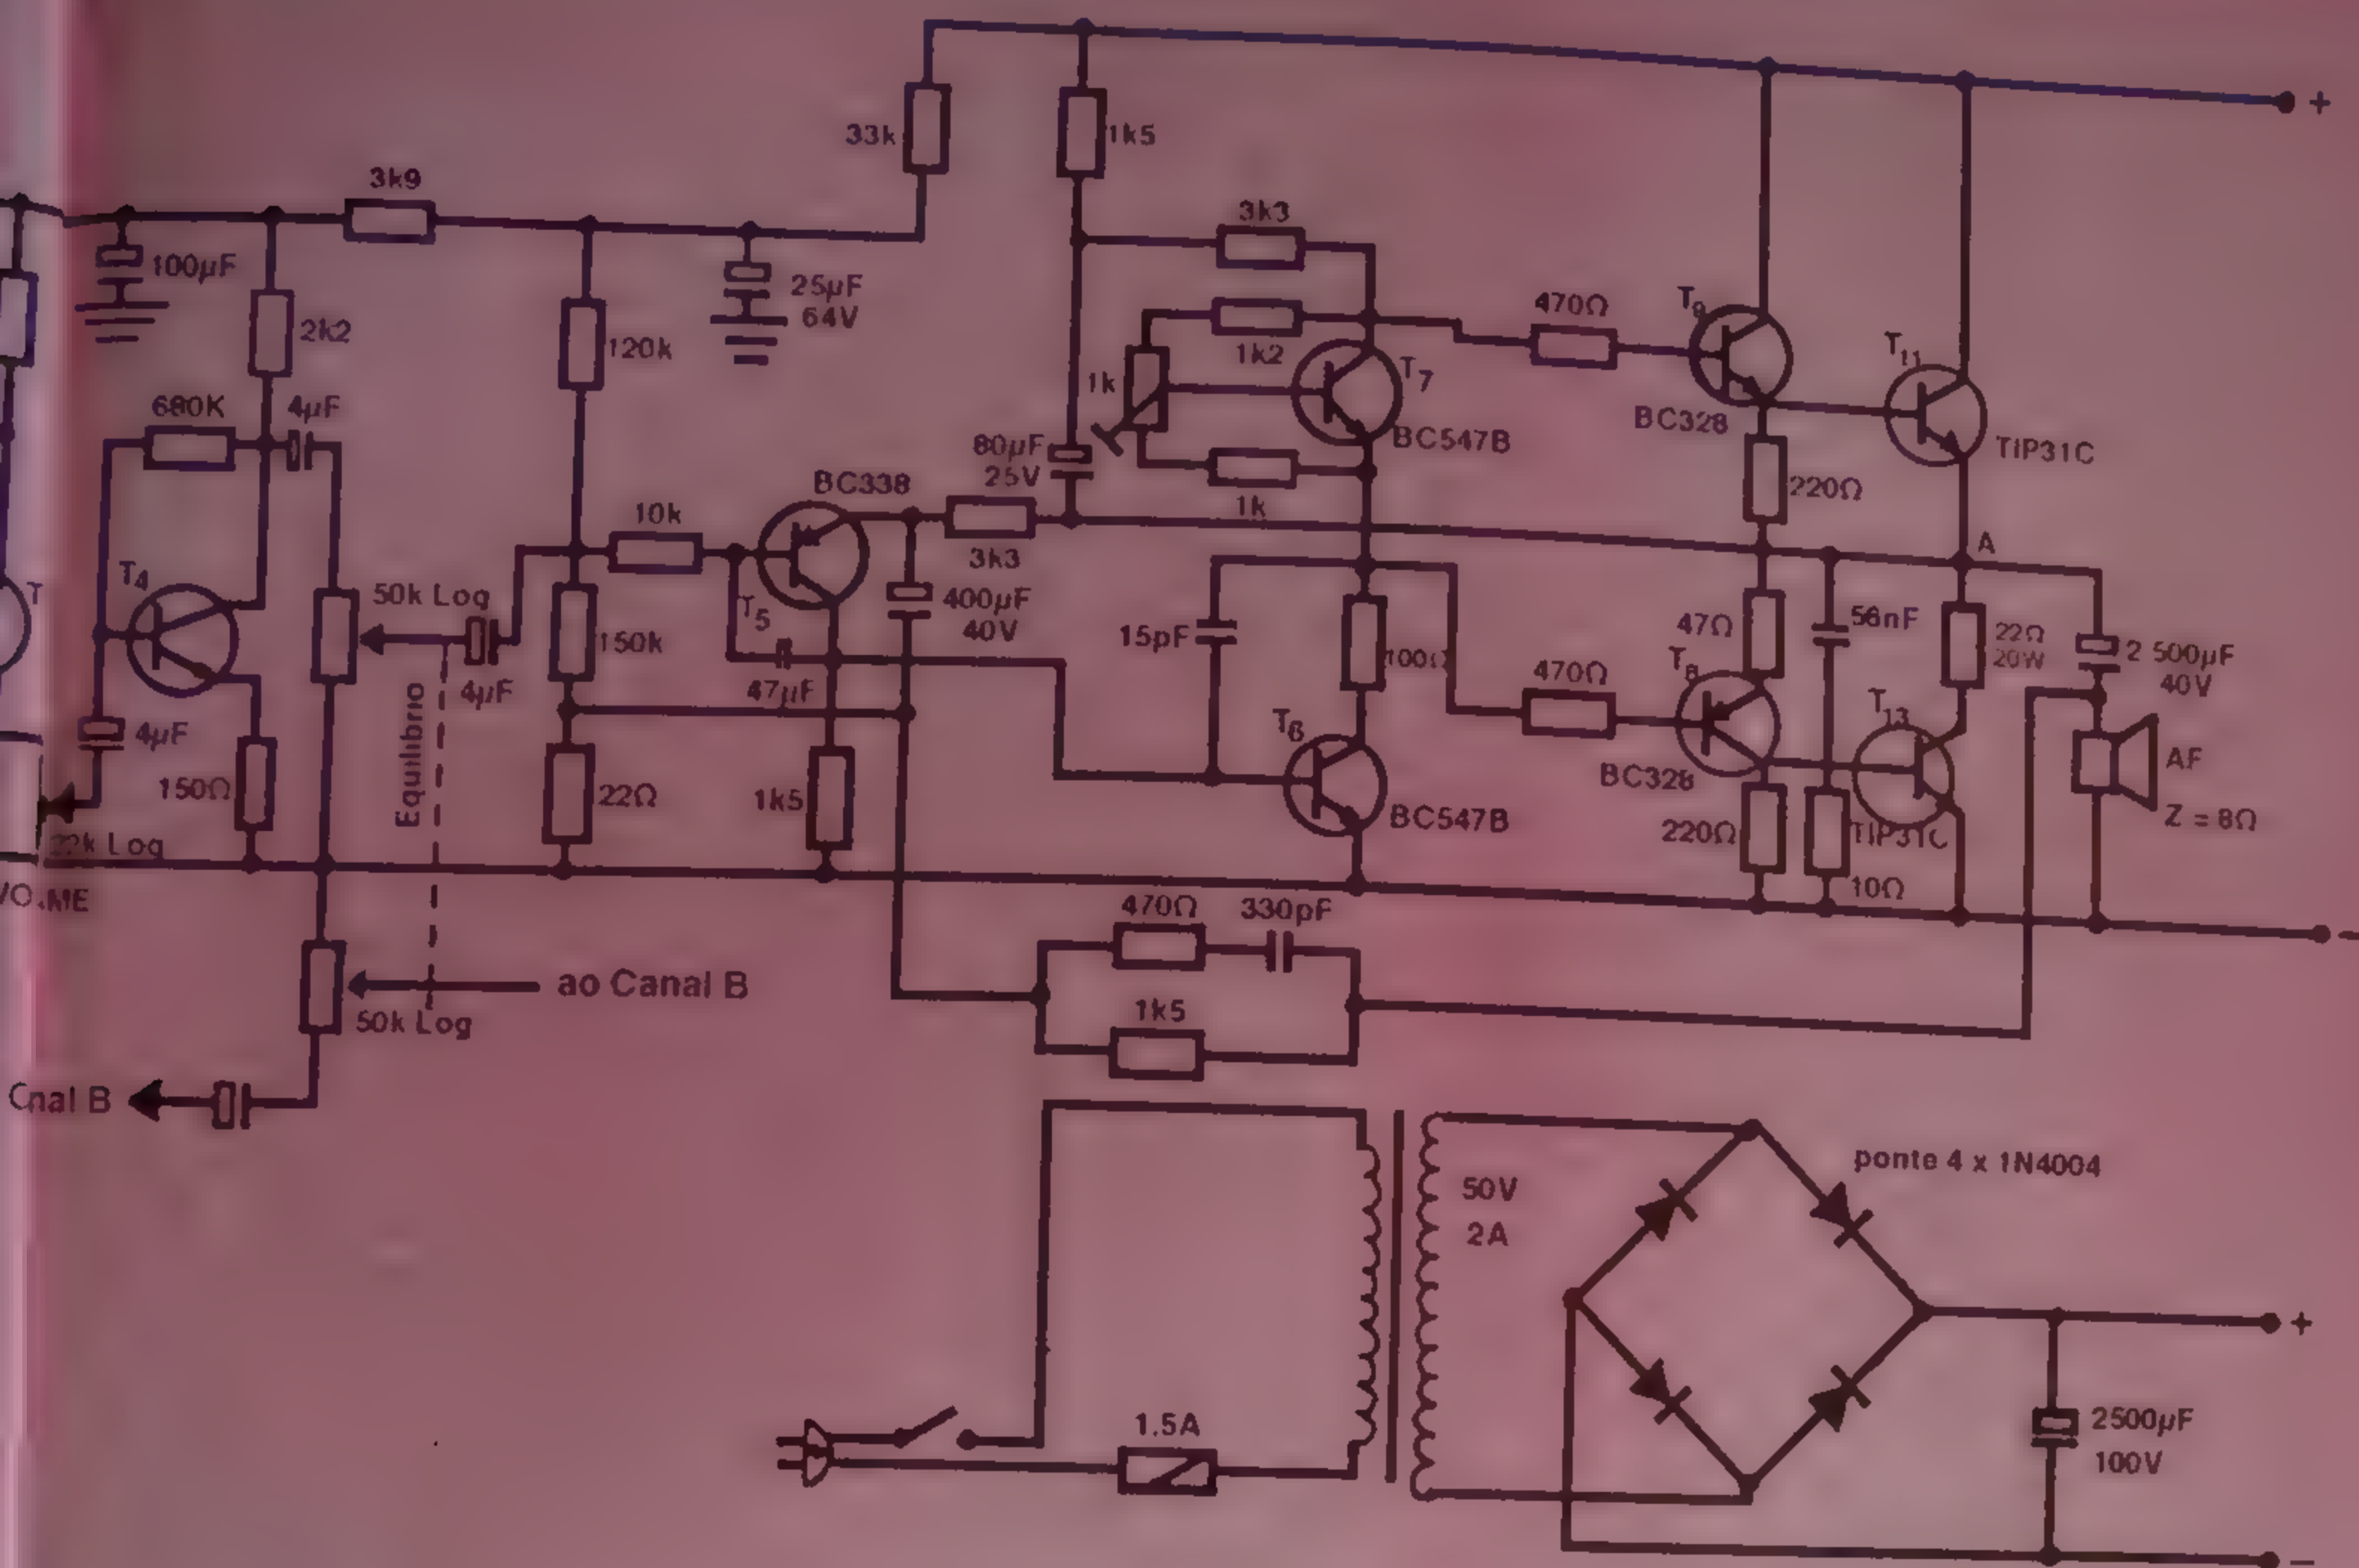 +
33k
1k5
3k9
3k3
100µF
25µF
64V
470Ω
T9
2k2
120k
1k2
T11
1k
T7
680K
4µF
BC328
BC547B
TIP31C
80µF
25V
BC338
220Ω
10k
1k
3k3
A
T4
T
50k Log
T5
400µF
40V
47Ω
56nF
22Ω
20W
15pF
100Ω
150k
2 500µF
40V
470Ω
T8
4µF
47µF
T13
T6
4µF
Equilibrio
AF
150Ω
22Ω
1k5
BC328
BC547B
220Ω
TIP31C
Z = 8Ω
22k Log
10Ω
470Ω
330pF
-
ao Canal B
1k5
50k Log
Cnal B
ponte 4 x 1N4004
50V
2A
+
1.5A
2500µF
100V
-